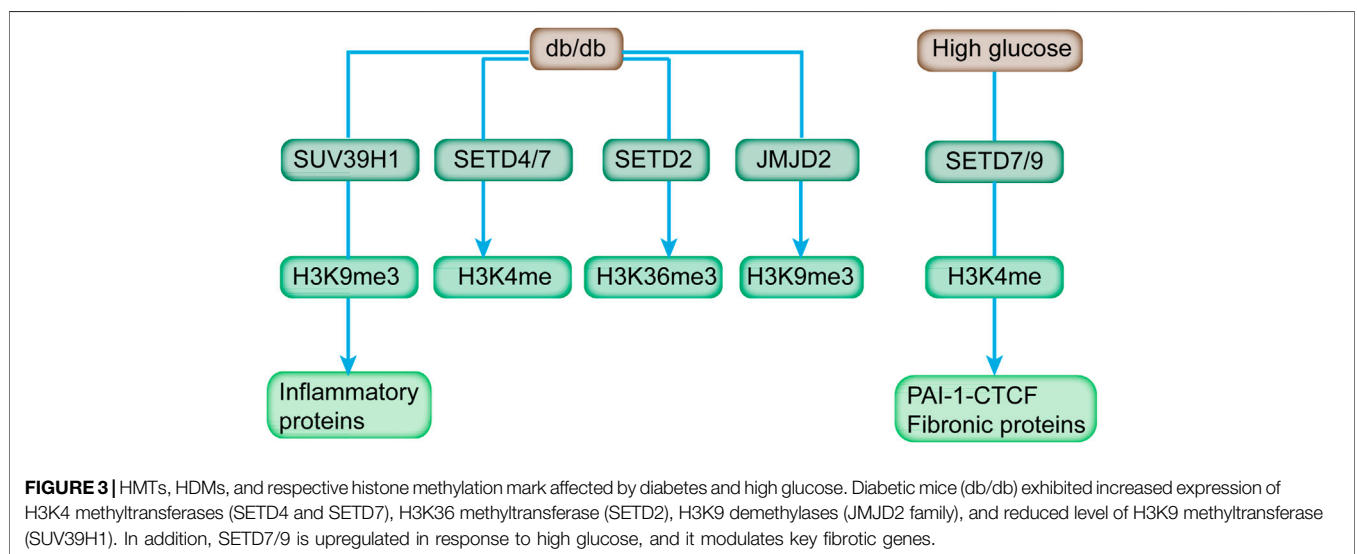 db/db
High glucose
SUV39H1
SETD4/7
SETD2
JMJD2
SETD7/9
H3K9me3
H3K4me
H3K36me3
H3K9me3
H3K4me
Inflammatory
proteins
PAI-1-CTCF
Fibronic proteins
FIGURE 3 | HMTs, HDMs, and respective histone methylation mark affected by diabetes and high glucose. Diabetic mice (db/db) exhibited increased expression of
H3K4 methyltransferases (SETD4 and SETD7), H3K36 methyltransferase (SETD2), H3K9 demethylases (JMJD2 family), and reduced level of H3K9 methyltransferase
(SUV39H1). In addition, SETD7/9 is upregulated in response to high glucose, and it modulates key fibrotic genes.